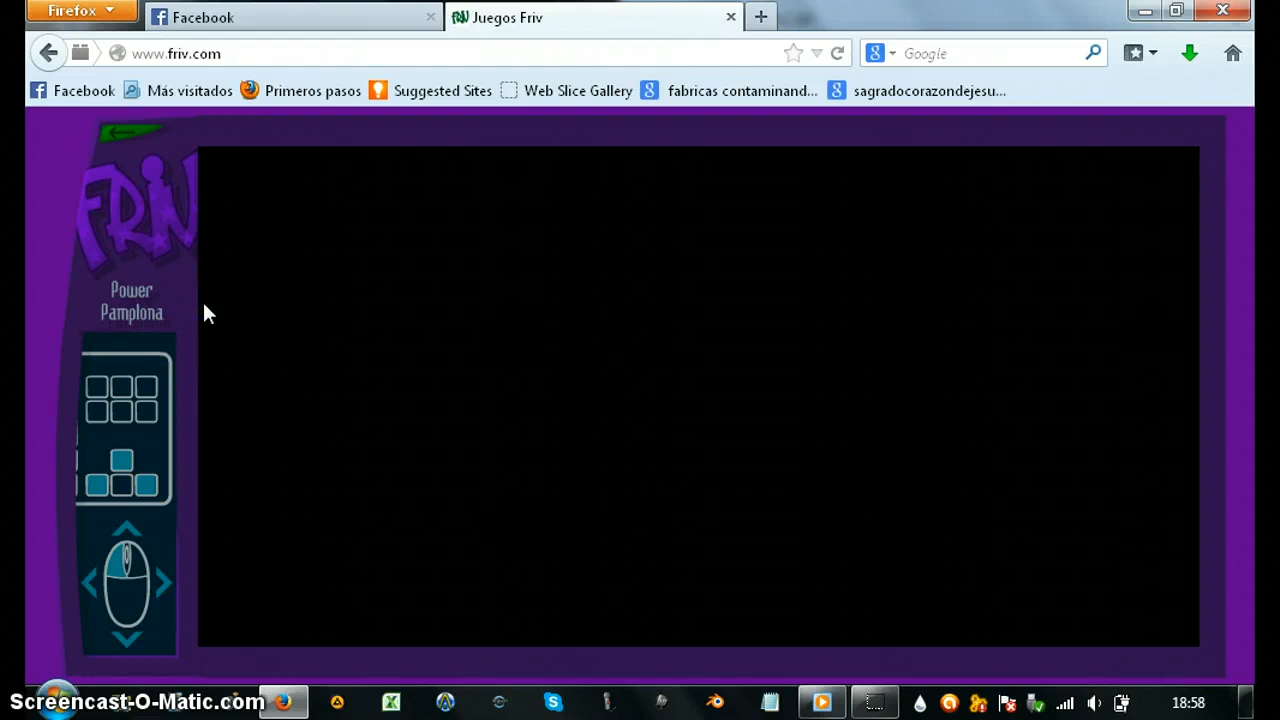 Firefox
Facebook
FRIV Juegos Friv
www.friv.com
Google
Facebook
Más visitados
Primeros pasos
Suggested Sites
Web Slice Gallery
fabricas contaminand...
sagradocorazondejesu...
FRIV
Power
Pamplona
Screencast-O-Matic.com
18:58